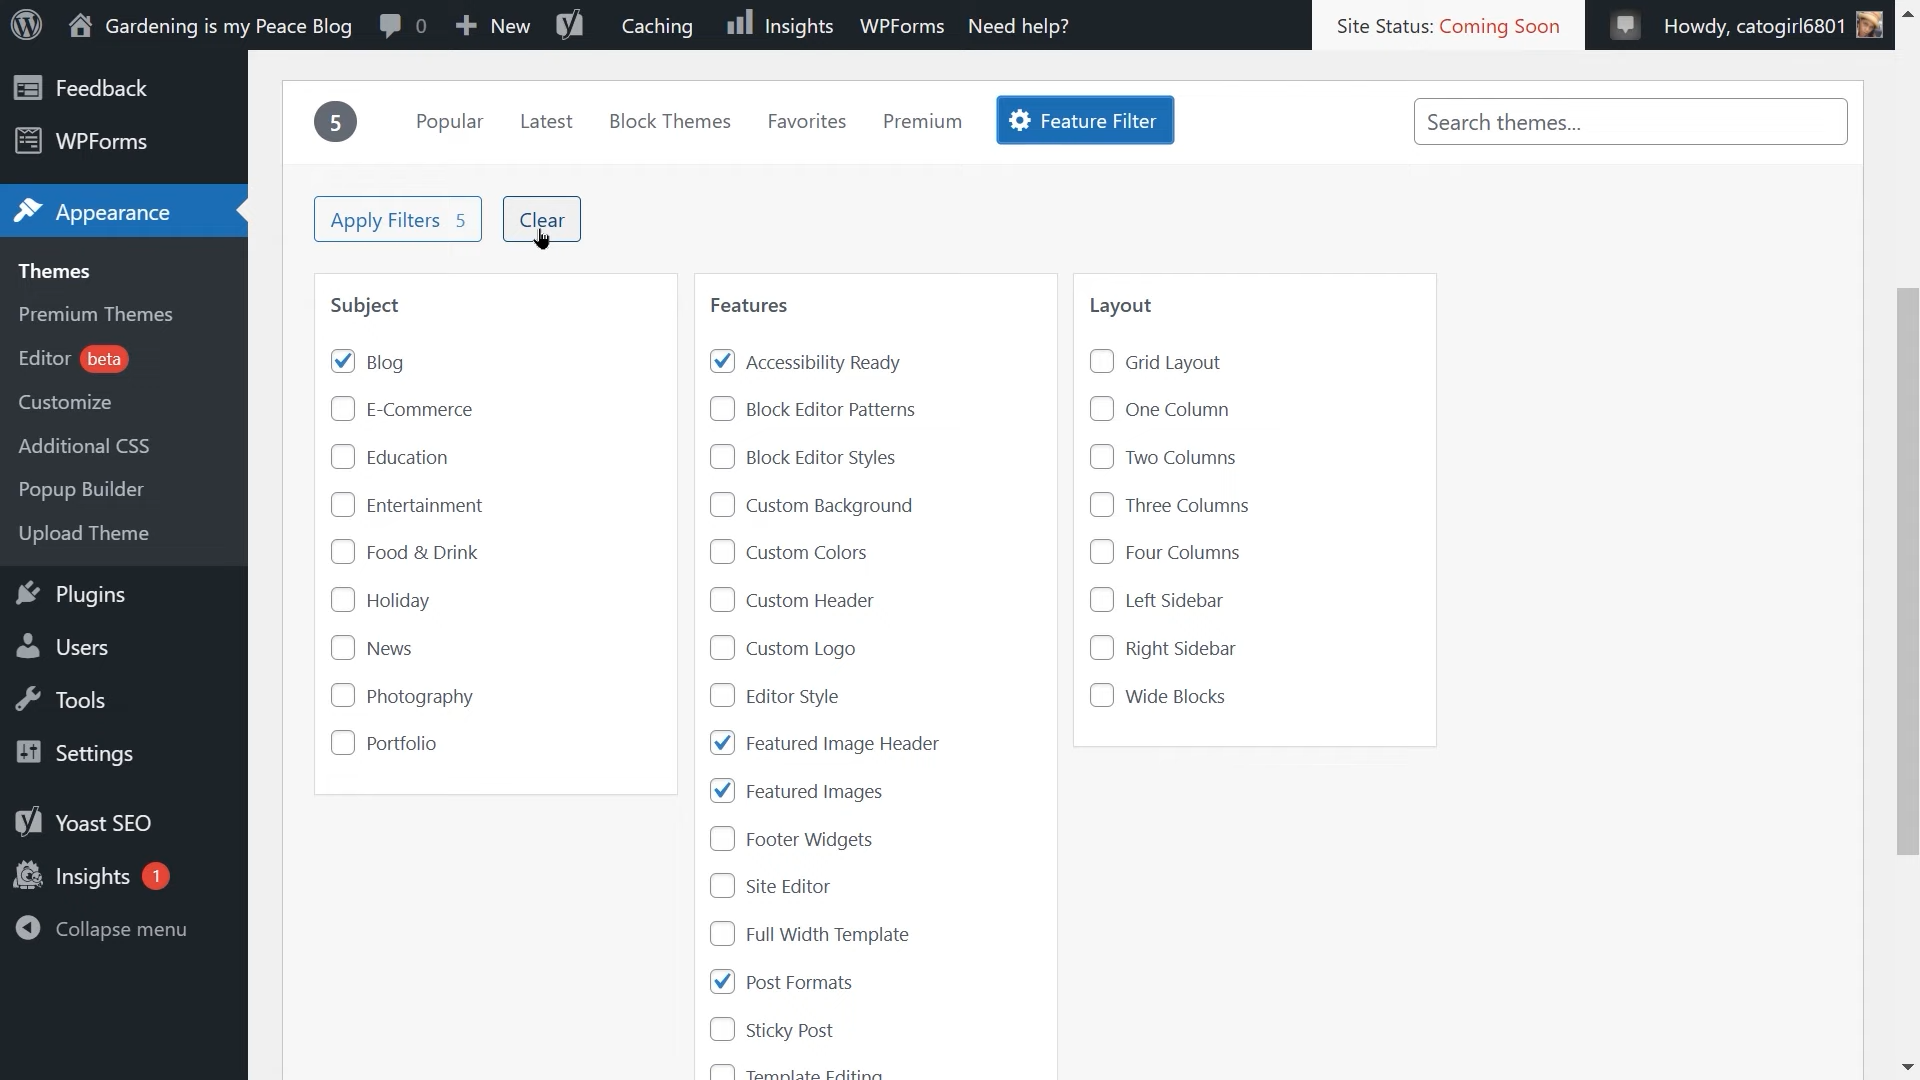 Gardening is my Peace Blog 0 New Caching Insights WPForms Need help? Site Status: Coming Soon Howdy, catogirl6801
Feedback
WPForms
Appearance
Themes
Premium Themes
Editor beta
Customize
Additional CSS
Popup Builder
Upload Theme
Plugins
Users
Tools
Settings
Yoast SEO
Insights 1
Collapse menu
5 Popular Latest Block Themes Favorites Premium Feature Filter Search themes...
Apply Filters 5 Clear
Subject
Blog
E-Commerce
Education
Entertainment
Food & Drink
Holiday
News
Photography
Portfolio
Features
Accessibility Ready
Block Editor Patterns
Block Editor Styles
Custom Background
Custom Colors
Custom Header
Custom Logo
Editor Style
Featured Image Header
Featured Images
Footer Widgets
Site Editor
Full Width Template
Post Formats
Sticky Post
Template Editing
Layout
Grid Layout
One Column
Two Columns
Three Columns
Four Columns
Left Sidebar
Right Sidebar
Wide Blocks